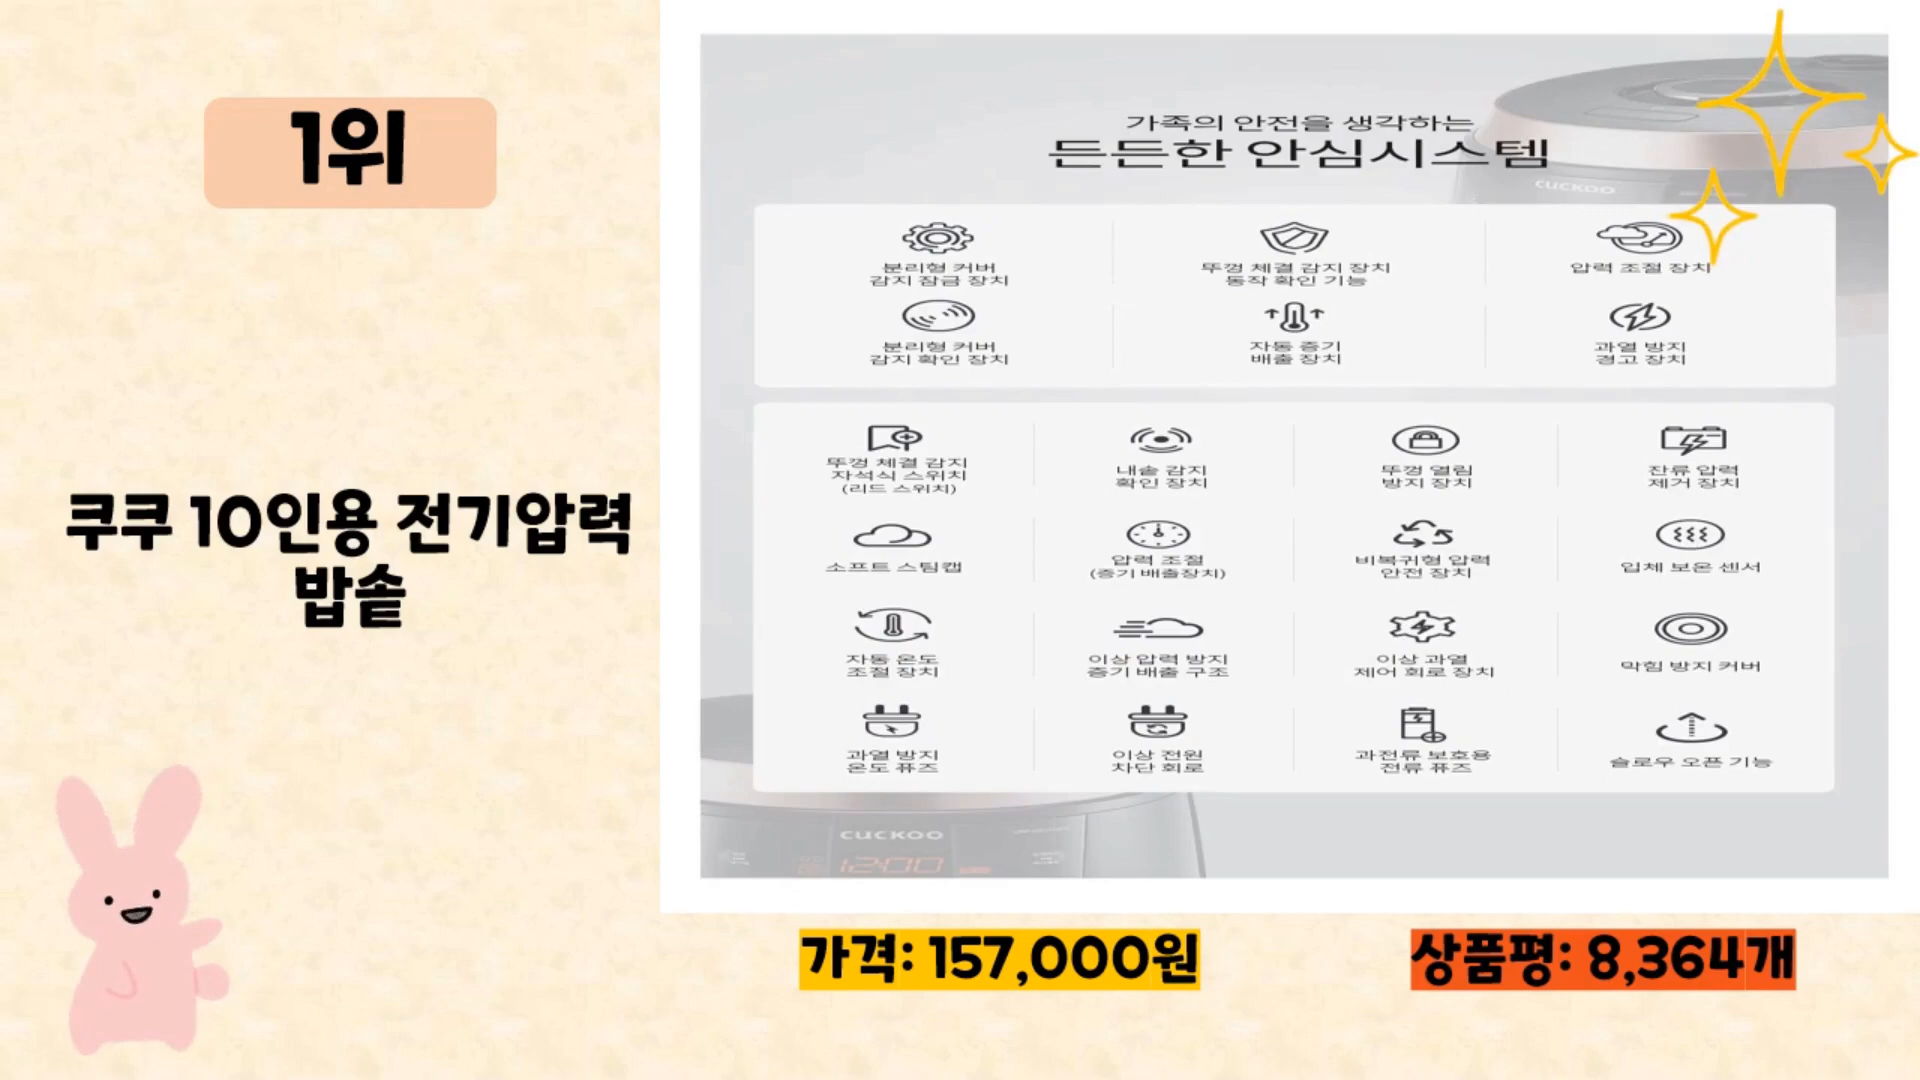 1위
쿠쿠 10인용 전기압력
밥솥
가족의 안전을 생각하는
든든한 안심시스템
CUCKOO
분리형 커버
감지 잠금 장치
뚜껑 체결 감지 장치
동작 확인 기능
압력 조절 장치
분리형 커버
감지 확인 장치
자동 증기
배출 장치
과열 방지
경고 장치
뚜껑 체결 감지
자석식 스위치
(리드 스위치)
내솥 감지
확인 장치
뚜껑 열림
방지 장치
잔류 압력
제거 장치
소프트 스팀캡
압력 조절
(증기 배출장치)
비복귀형 압력
안전 장치
입체 보온 센서
자동 온도
조절 장치
이상 압력 방지
증기 배출 구조
이상 과열
제어 회로 장치
막힘 방지 커버
과열 방지
온도 퓨즈
이상 전원
차단 회로
과전류 보호용
전류 퓨즈
슬로우 오픈 기능
CUCKOO
12:00
가격: 157,000원
상품평: 8,364개